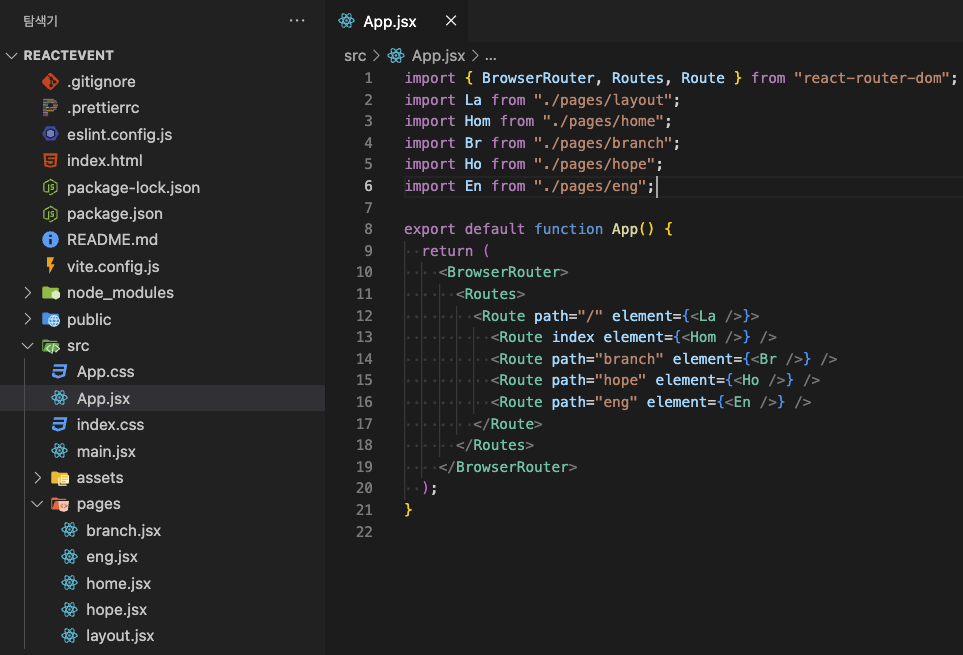 탐색기 ···
REACTEVENT
.gitignore
.prettierrc
eslint.config.js
index.html
package-lock.json
package.json
README.md
vite.config.js
node_modules
public
src
App.css
App.jsx
index.css
main.jsx
assets
pages
branch.jsx
eng.jsx
home.jsx
hope.jsx
layout.jsx
App.jsx ×
src > App.jsx > ...
1 import { BrowserRouter, Routes, Route } from "react-router-dom";
2 import La from "./pages/layout";
3 import Hom from "./pages/home";
4 import Br from "./pages/branch";
5 import Ho from "./pages/hope";
6 import En from "./pages/eng";
7
8 export default function App() {
9   return (
10     <BrowserRouter>
11       <Routes>
12         <Route path="/" element={<La />}>
13           <Route index element={<Hom />} />
14           <Route path="branch" element={<Br />} />
15           <Route path="hope" element={<Ho />} />
16           <Route path="eng" element={<En />} />
17         </Route>
18       </Routes>
19     </BrowserRouter>
20   );
21 }
22